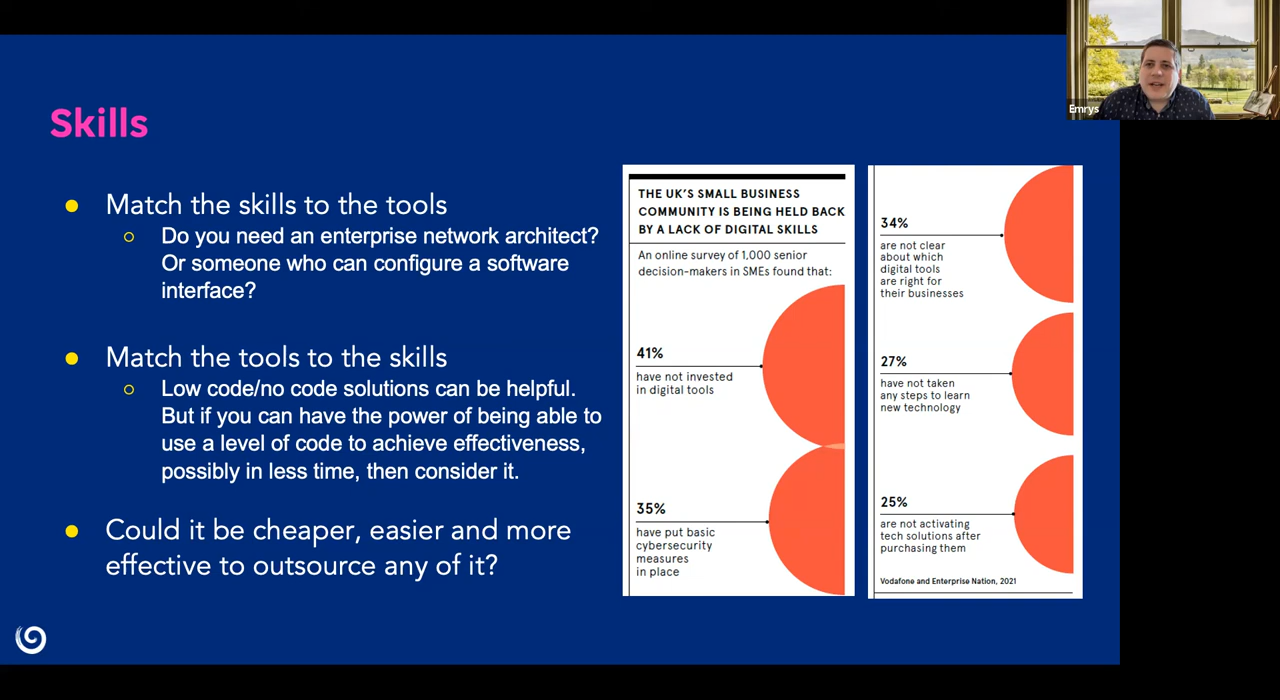 Emrys
Skills
Match the skills to the tools
Do you need an enterprise network architect?
Or someone who can configure a software
interface?
Match the tools to the skills
Low code/no code solutions can be helpful.
But if you can have the power of being able to
use a level of code to achieve effectiveness,
possibly in less time, then consider it.
Could it be cheaper, easier and more
effective to outsource any of it?
THE UK'S SMALL BUSINESS
COMMUNITY IS BEING HELD BACK
BY A LACK OF DIGITAL SKILLS
An online survey of 1,000 senior
decision-makers in SMEs found that:
41%
have not invested
in digital tools
35%
have put basic
cybersecurity
measures
in place
34%
are not clear
about which
digital tools
are right for
their businesses
27%
have not taken
any steps to learn
new technology
25%
are not activating
tech solutions after
purchasing them
Vodafone and Enterprise Nation, 2021